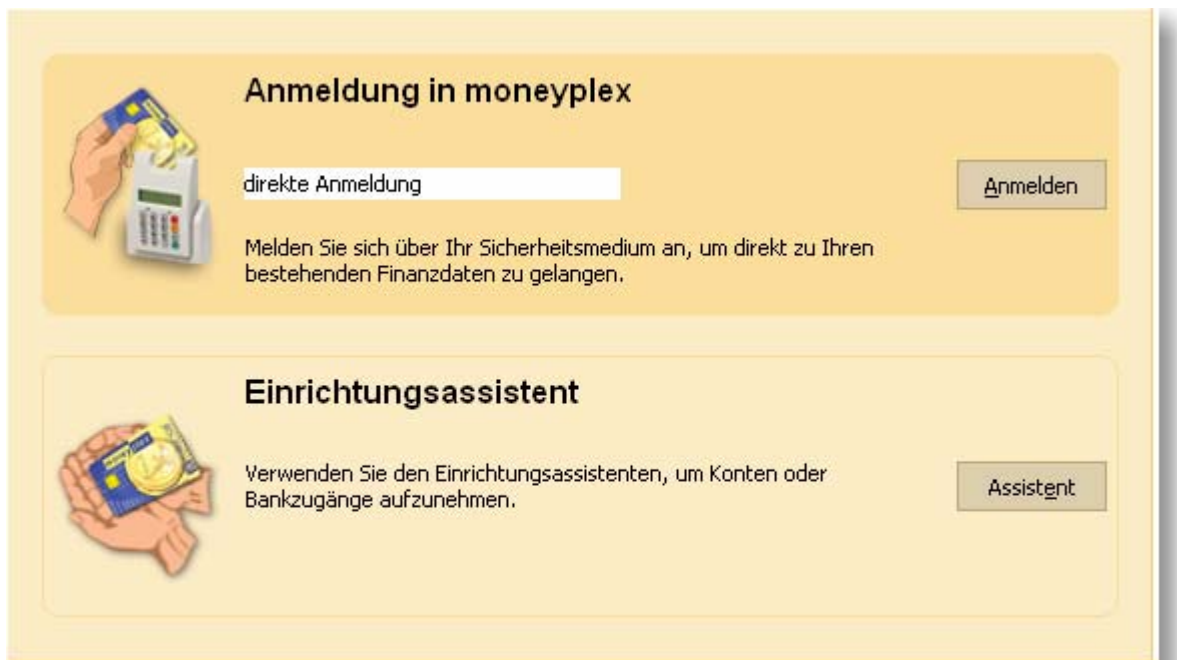 Anmeldung in moneyplex
direkte Anmeldung
Anmelden
Melden Sie sich über Ihr Sicherheitsmedium an, um direkt zu Ihren
bestehenden Finanzdaten zu gelangen.
Einrichtungsassistent
Verwenden Sie den Einrichtungsassistenten, um Konten oder
Bankzugänge aufzunehmen.
Assistent